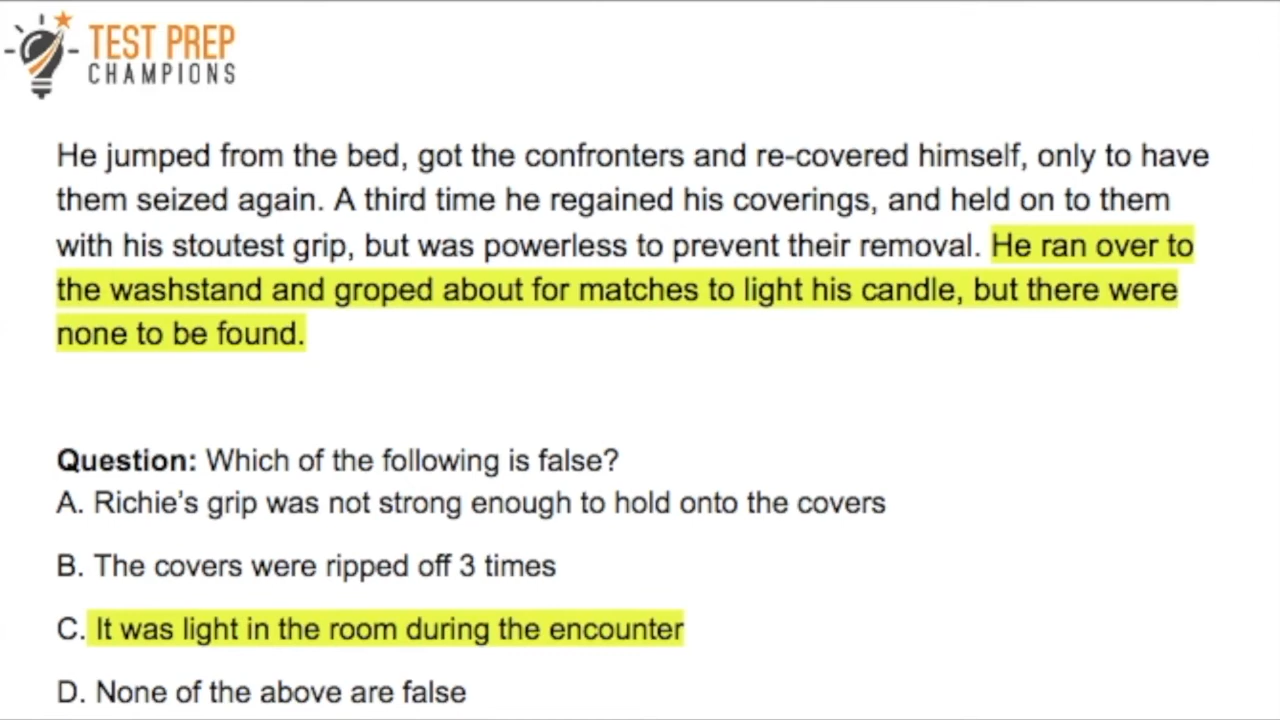 TEST PREP
CHAMPIONS
He jumped from the bed, got the confronters and re-covered himself, only to have
them seized again. A third time he regained his coverings, and held on to them
with his stoutest grip, but was powerless to prevent their removal. He ran over to
the washstand and groped about for matches to light his candle, but there were
none to be found.
Question: Which of the following is false?
A. Richie's grip was not strong enough to hold onto the covers
B. The covers were ripped off 3 times
C. It was light in the room during the encounter
D. None of the above are false